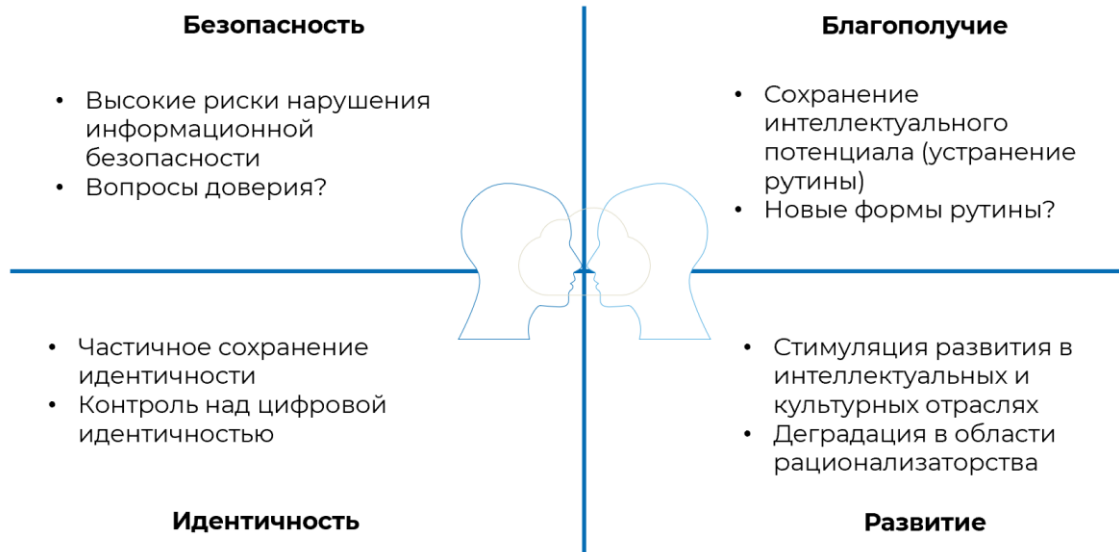 Безопасность
• Высокие риски нарушения
информационной
безопасности
• Вопросы доверия?
Благополучие
• Сохранение
интеллектуального
потенциала (устранение
рутины)
• Новые формы рутины?
• Частичное сохранение
идентичности
• Контроль над цифровой
идентичностью
Идентичность
• Стимуляция развития в
интеллектуальных и
культурных отраслях
• Деградация в области
рационализаторства
Развитие